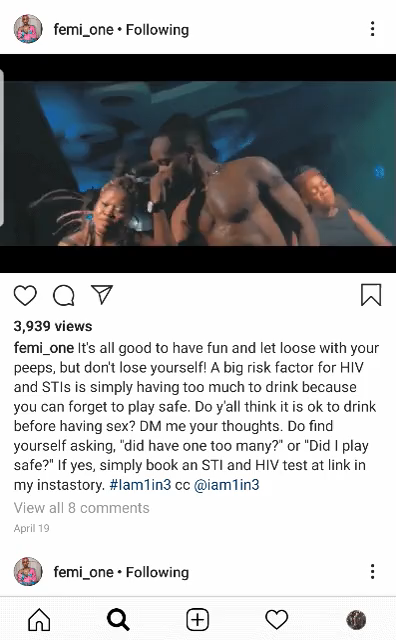 femi_one • Following
3,939 views
femi_one It's all good to have fun and let loose with your
peeps, but don't lose yourself! A big risk factor for HIV
and STIs is simply having too much to drink because
you can forget to play safe. Do y'all think it is ok to drink
before having sex? DM me your thoughts. Do find
yourself asking, "did have one too many?" or "Did I play
safe?" If yes, simply book an STI and HIV test at link in
my instastory. #Iam1in3 cc @iam1in3
View all 8 comments
April 19
femi_one • Following